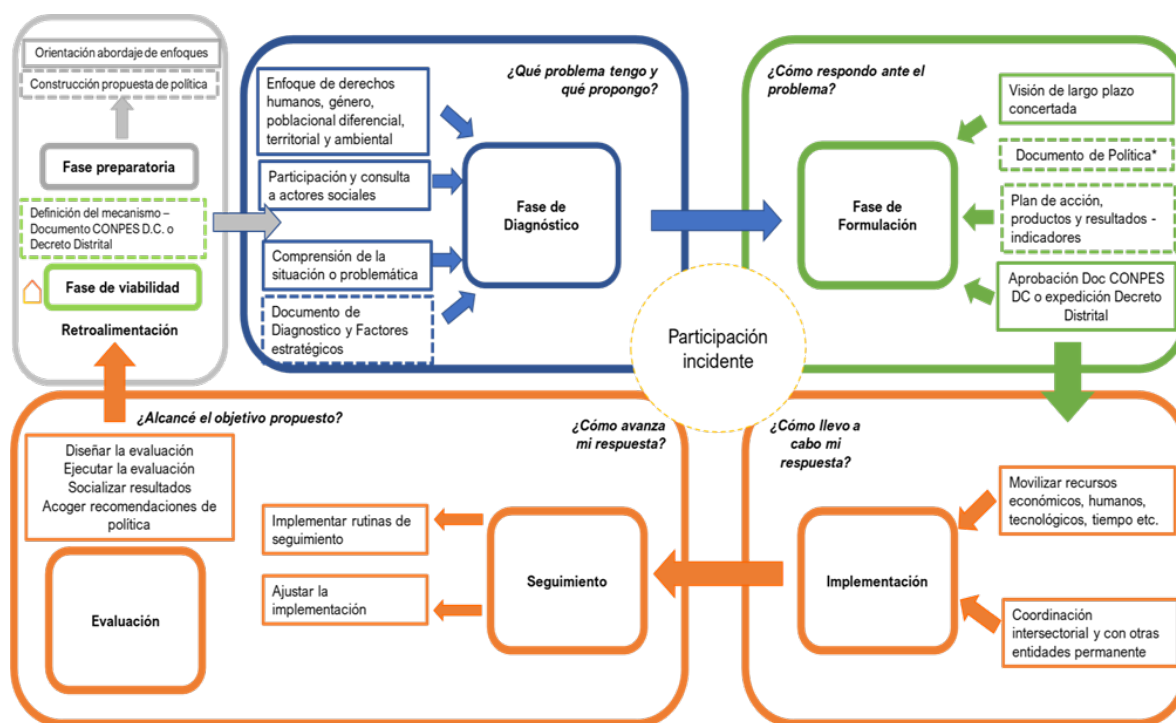 Orientación abordaje de enfoques
Construcción propuesta de política
Fase preparatoria
Definición del mecanismo –
Documento CONPES D.C. o
Decreto Distrital
Fase de viabilidad
Retroalimentación
¿Qué problema tengo y
qué propongo?
Enfoque de derechos
humanos, género,
poblacional diferencial,
territorial y ambiental
Participación y consulta
a actores sociales
Comprensión de la
situación o problemática
Documento de
Diagnostico y Factores
estratégicos
Fase de
Diagnóstico
¿Cómo respondo ante el
problema?
Fase de
Formulación
Visión de largo plazo
concertada
Documento de Política*
Plan de acción,
productos y resultados -
indicadores
Aprobación Doc CONPES
DC o expedición Decreto
Distrital
Participación
incidente
¿Alcancé el objetivo propuesto?
Diseñar la evaluación
Ejecutar la evaluación
Socializar resultados
Acoger recomendaciones de
política
Evaluación
¿Cómo avanza
mi respuesta?
Implementar rutinas de
seguimiento
Ajustar la
implementación
Seguimiento
¿Cómo llevo a
cabo mi
respuesta?
Implementación
Movilizar recursos
económicos, humanos,
tecnológicos, tiempo etc.
Coordinación
intersectorial y con otras
entidades permanente